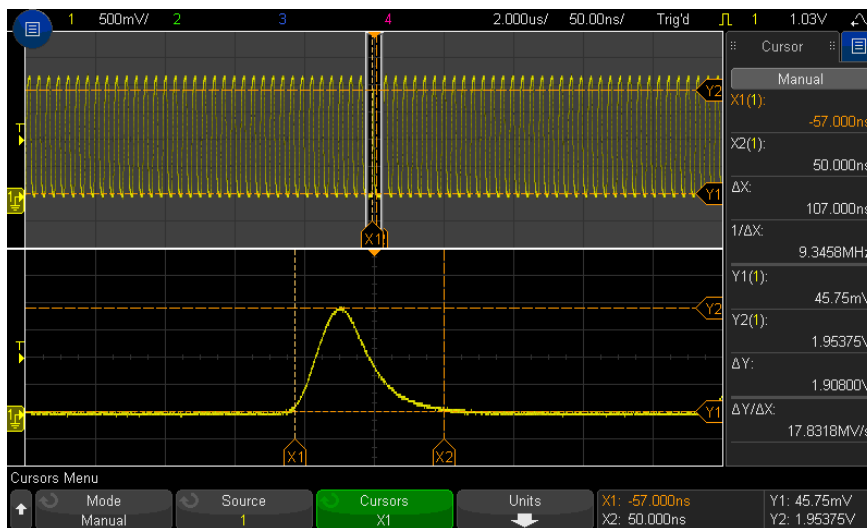 1 500mV/ 2 3 4 2.000us/ 50.00ns/ Trig'd 1 1.03V
Cursor
Manual
X1(1):
-57.000ns
X2(1):
50.000ns
ΔX:
107.000ns
1/ΔX:
9.3458MHz
Y1(1):
45.75mV
Y2(1):
1.95375V
ΔY:
1.90800V
ΔY/ΔX:
17.8318MV/s
Y2
T
1
Y1
X1
Y2
T
1
Y1
X1 X2
Cursors Menu
Mode
Manual
Source
1
Cursors
X1
Units
X1: -57.000ns
X2: 50.000ns
Y1: 45.75mV
Y2: 1.95375V